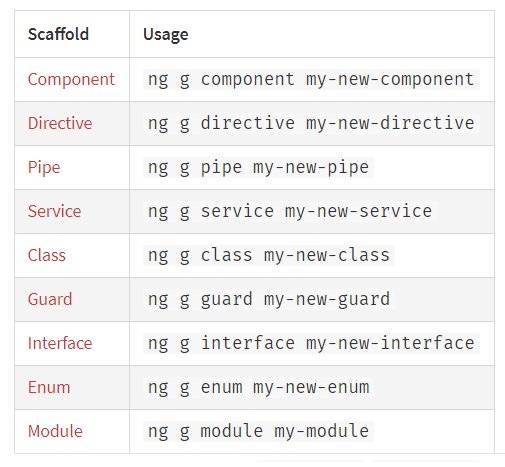 Scaffold Usage
Component ng g component my-new-component
Directive ng g directive my-new-directive
Pipe ng g pipe my-new-pipe
Service ng g service my-new-service
Class ng g class my-new-class
Guard ng g guard my-new-guard
Interface ng g interface my-new-interface
Enum ng g enum my-new-enum
Module ng g module my-module